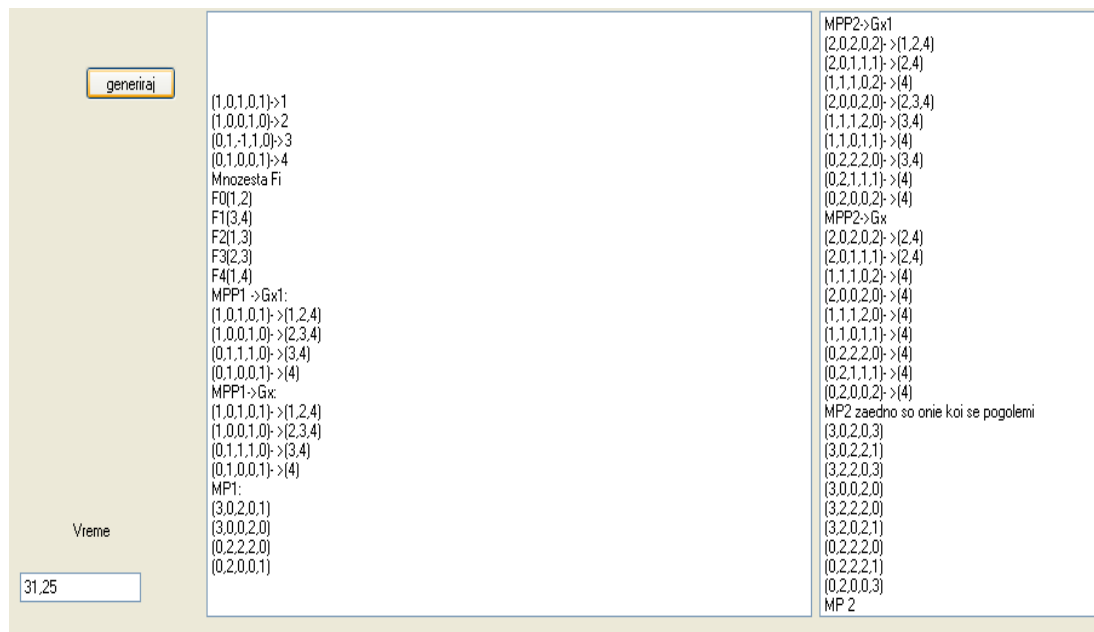 generiraj
(1,0,1,0,1)->1
(1,0,0,1,0)->2
(0,1,-1,1,0)->3
(0,1,0,0,1)->4
Mnozesta Fi
F0(1,2)
F1(3,4)
F2(1,3)
F3(2,3)
F4(1,4)
MPP1 ->Gx1:
(1,0,1,0,1)- >(1,2,4)
(1,0,0,1,0)- >(2,3,4)
(0,1,1,1,0)- >(3,4)
(0,1,0,0,1)- >(4)
MPP1->Gx:
(1,0,1,0,1)- >(1,2,4)
(1,0,0,1,0)- >(2,3,4)
(0,1,1,1,0)- >(3,4)
(0,1,0,0,1)- >(4)
MP1:
(3,0,2,0,1)
(3,0,0,2,0)
(0,2,2,2,0)
(0,2,0,0,1)
Vreme
31,25
MPP2->Gx1
(2,0,2,0,2)- >(1,2,4)
(2,0,1,1,1)- >(2,4)
(1,1,1,0,2)- >(4)
(2,0,0,2,0)- >(2,3,4)
(1,1,1,2,0)- >(3,4)
(1,1,0,1,1)- >(4)
(0,2,2,2,0)- >(3,4)
(0,2,1,1,1)- >(4)
(0,2,0,0,2)- >(4)
MPP2->Gx
(2,0,2,0,2)- >(2,4)
(2,0,1,1,1)- >(2,4)
(1,1,1,0,2)- >(4)
(2,0,0,2,0)- >(4)
(1,1,1,2,0)- >(4)
(1,1,0,1,1)- >(4)
(0,2,2,2,0)- >(4)
(0,2,1,1,1)- >(4)
(0,2,0,0,2)- >(4)
MP2 zaedno so onie koi se pogolemi
(3,0,2,0,3)
(3,0,2,2,1)
(3,2,2,0,3)
(3,0,0,2,0)
(3,2,2,2,0)
(3,2,0,2,1)
(0,2,2,2,0)
(0,2,2,2,1)
(0,2,0,0,3)
MP 2